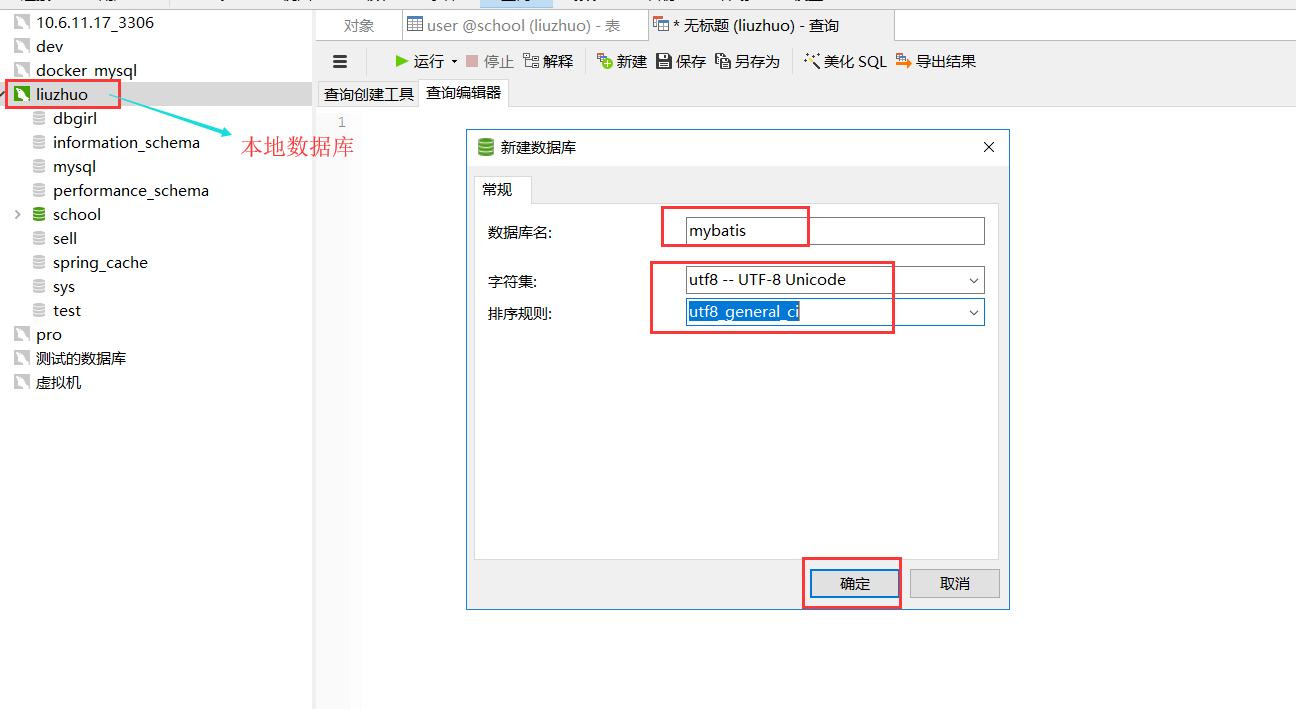 10.6.11.17_3306
dev
docker_mysql
liuzhuo
dbgirl
information_schema
mysql
performance_schema
school
sell
spring_cache
sys
test
pro
测试的数据库
虚拟机
本地数据库
对象
user @school (liuzhuo) - 表
* 无标题 (liuzhuo) - 查询
运行 停止 解释 新建 保存 另存为 美化 SQL 导出结果
查询创建工具 查询编辑器
1
新建数据库
常规
数据库名: mybatis
字符集: utf8 -- UTF-8 Unicode
排序规则: utf8_general_ci
确定 取消